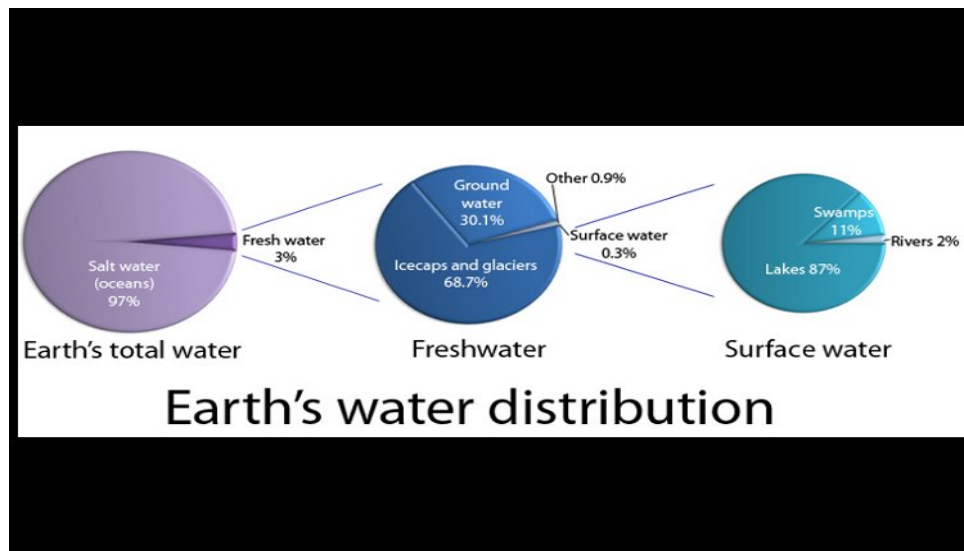 Salt water
(oceans)
97%
Fresh water
3%
Earth's total water
Ground
water
30.1%
Other 0.9%
Surface water
0.3%
Icecaps and glaciers
68.7%
Freshwater
Swamps
11%
Rivers 2%
Lakes 87%
Surface water
Earth's water distribution